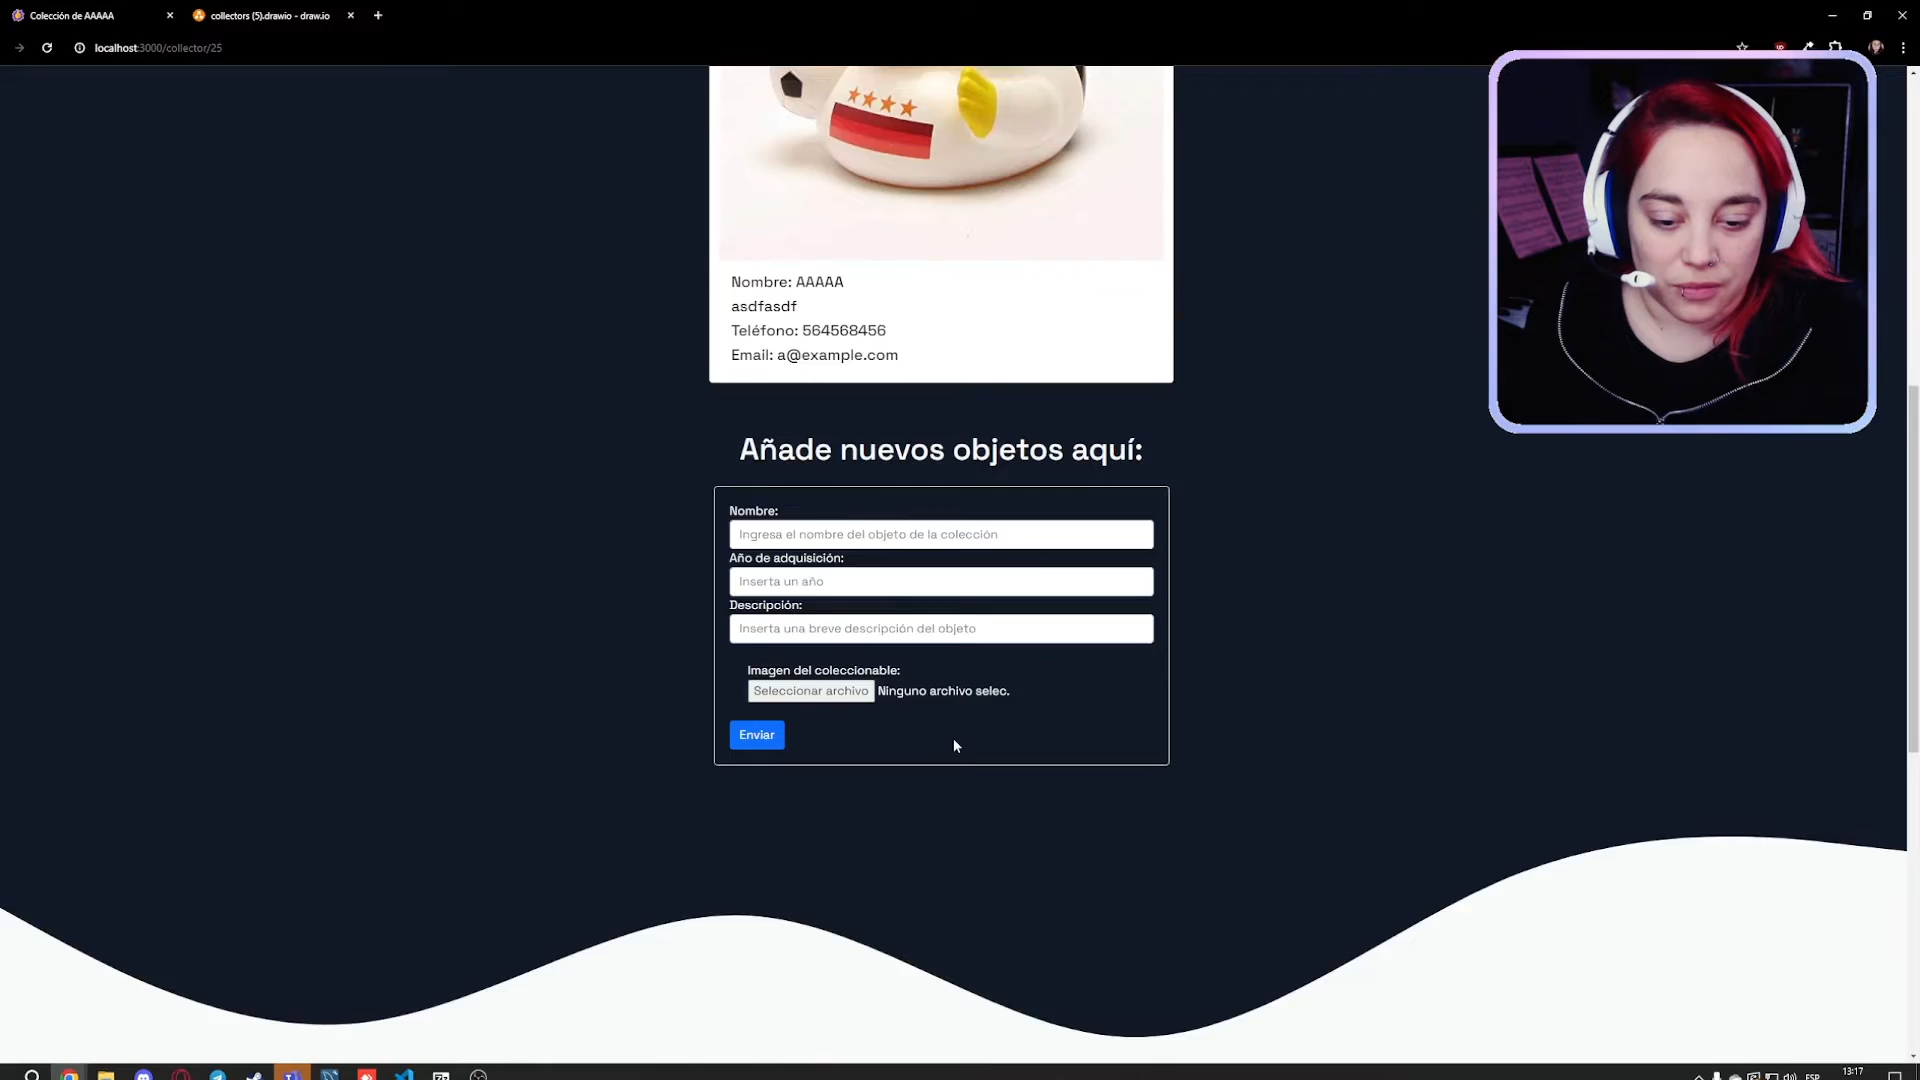 Colección de AAAAA
collectors (5).drawio - draw.io
localhost:3000/collector/25
Nombre: AAAAA
asdfasdf
Teléfono: 564568456
Email: a@example.com
Añade nuevos objetos aquí:
Nombre:
Ingresa el nombre del objeto de la colección
Año de adquisición:
Inserta un año
Descripción:
Inserta una breve descripción del objeto
Imagen del coleccionable:
Seleccionar archivo Ninguno archivo selec.
Enviar
ESP
13:17